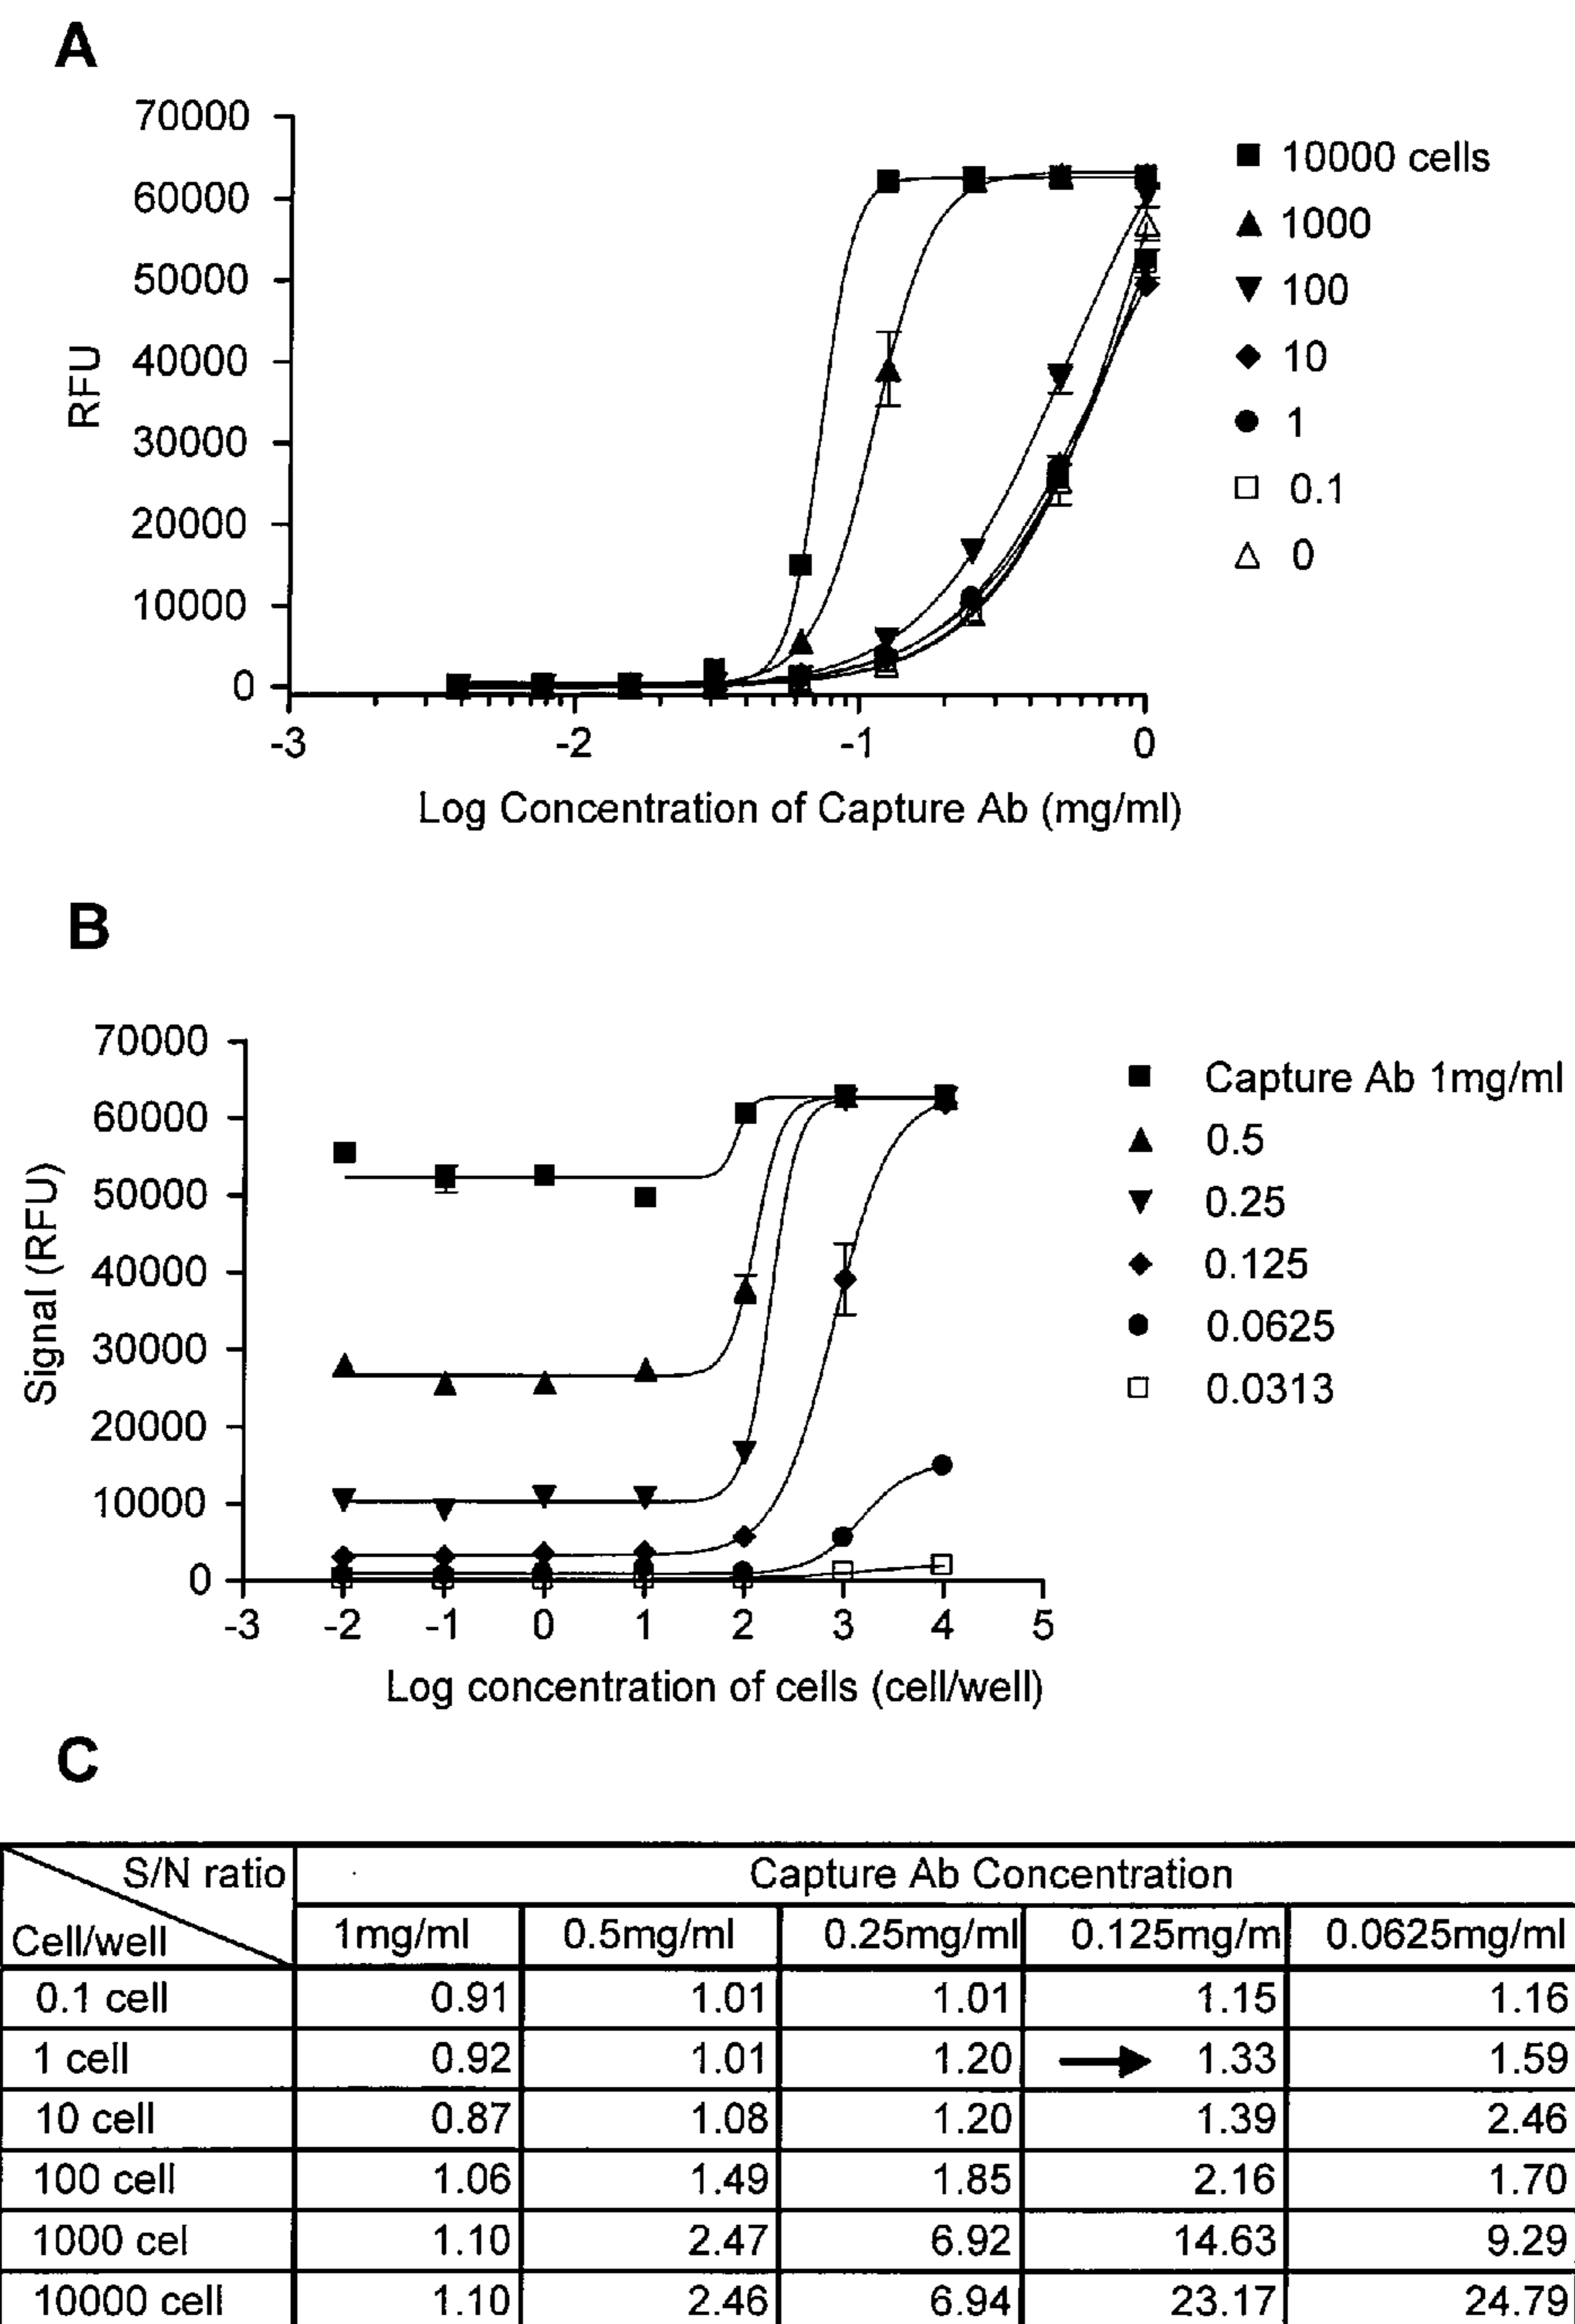 A
70000
60000
50000
40000
30000
20000
10000
0
RFU
-3 -2 -1 0
Log Concentration of Capture Ab (mg/ml)
10000 cells
1000
100
10
1
0.1
0
B
70000
60000
50000
40000
30000
20000
10000
0
Signal (RFU)
-3 -2 -1 0 1 2 3 4 5
Log concentration of cells (cell/well)
Capture Ab 1mg/ml
0.5
0.25
0.125
0.0625
0.0313
C
S/N ratio Capture Ab Concentration
Cell/well 1mg/ml 0.5mg/ml 0.25mg/ml 0.125mg/m 0.0625mg/ml
0.1 cell 0.91 1.01 1.01 1.15 1.16
1 cell 0.92 1.01 1.20 1.33 1.59
10 cell 0.87 1.08 1.20 1.39 2.46
100 cell 1.06 1.49 1.85 2.16 1.70
1000 cel 1.10 2.47 6.92 14.63 9.29
10000 cell 1.10 2.46 6.94 23.17 24.79